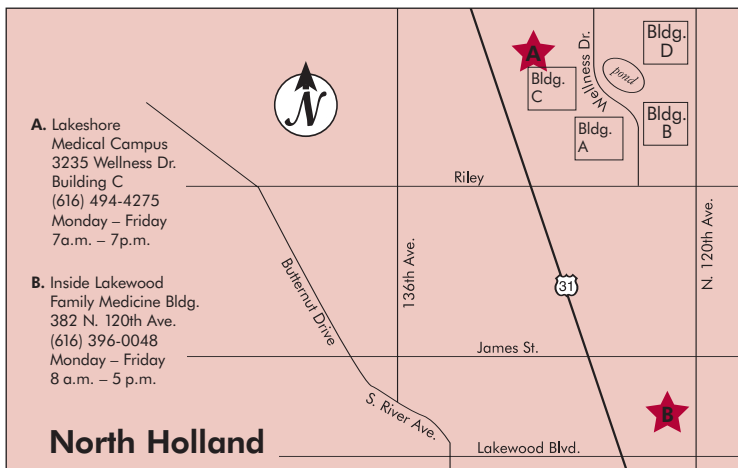 A. Lakeshore
Medical Campus
3235 Wellness Dr.
Building C
(616) 494-4275
Monday – Friday
7a.m. – 7p.m.
B. Inside Lakewood
Family Medicine Bldg.
382 N. 120th Ave.
(616) 396-0048
Monday – Friday
8 a.m. – 5 p.m.
North Holland
N
A
Bldg.
C
Wellness Dr.
pond
Bldg.
D
Bldg.
B
Bldg.
A
Riley
Butternut Drive
136th Ave.
31
N. 120th Ave.
James St.
S. River Ave.
B
Lakewood Blvd.